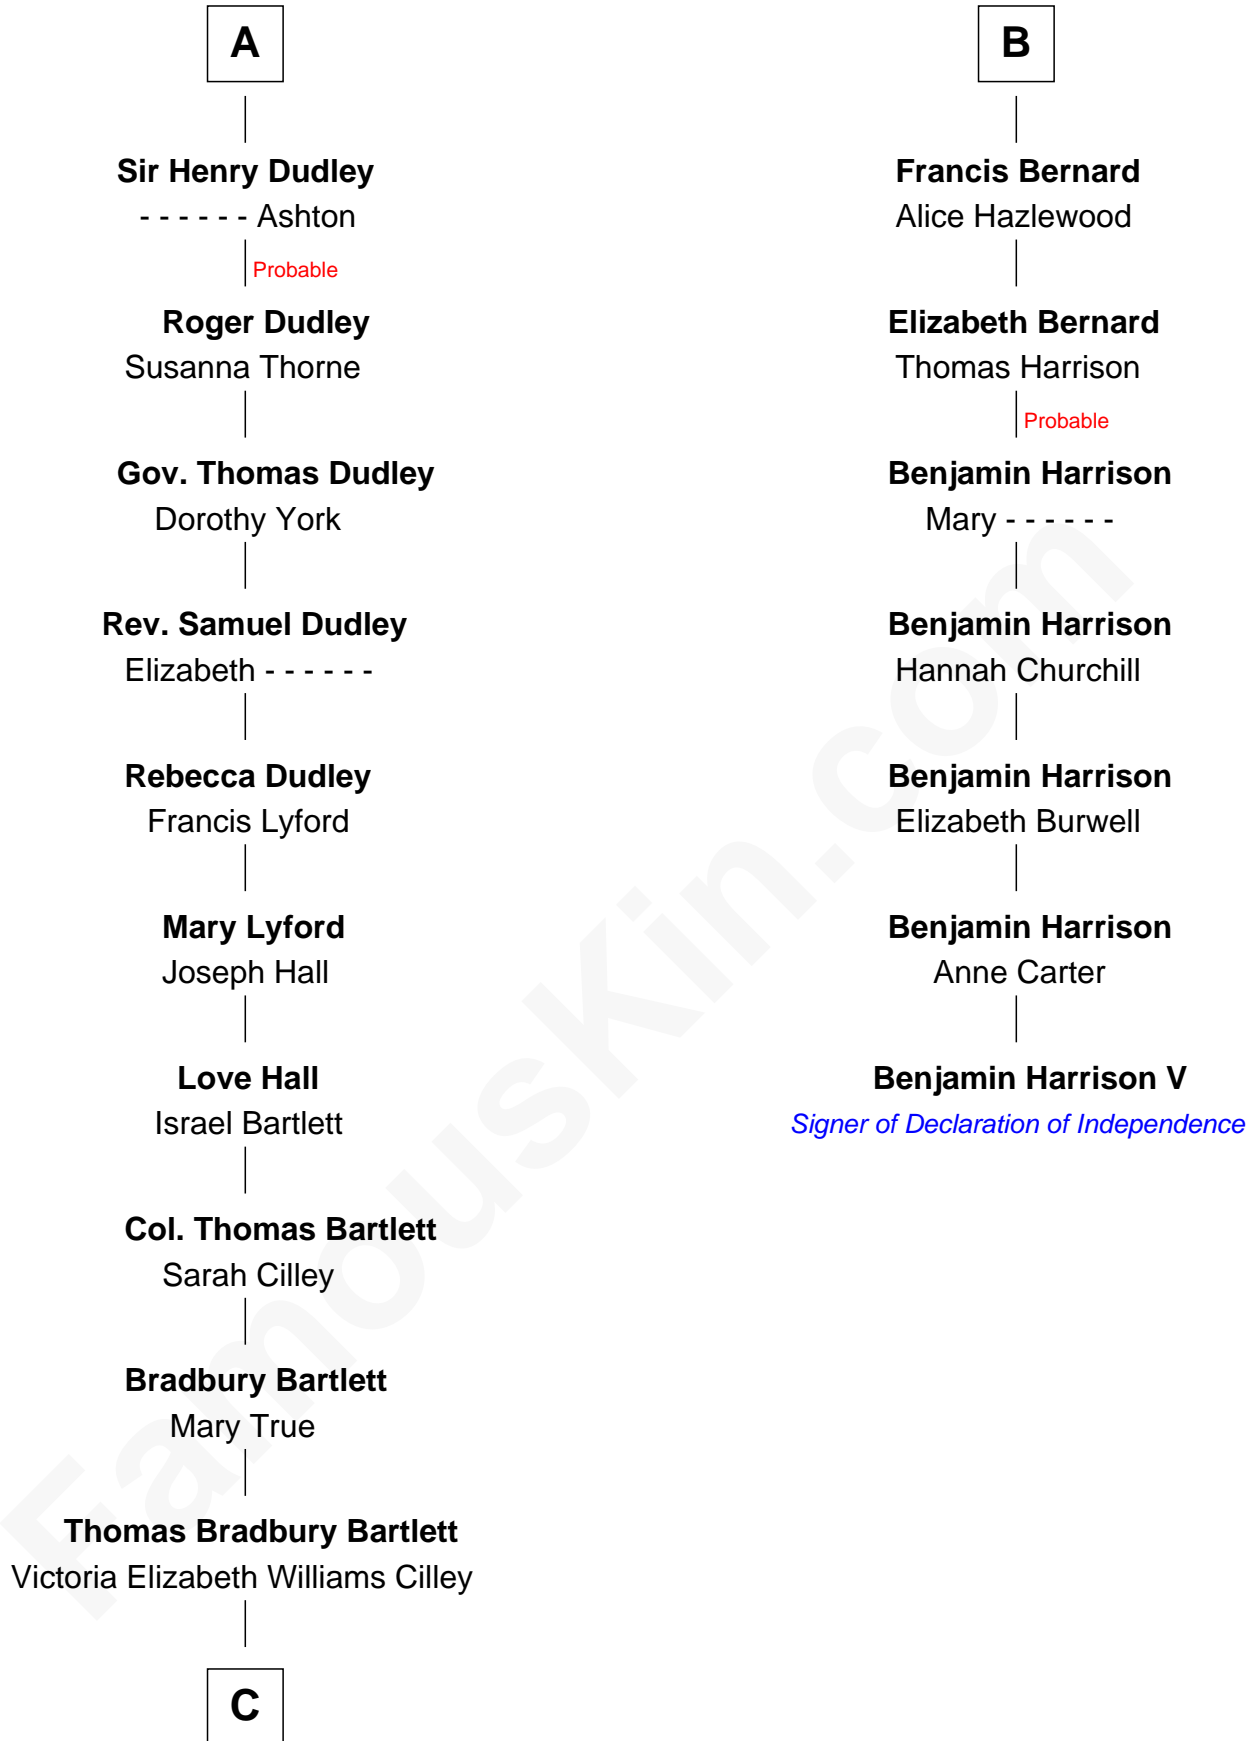 A
Sir Henry Dudley
- - - - - - Ashton
Probable
Roger Dudley
Susanna Thorne
Gov. Thomas Dudley
Dorothy York
Rev. Samuel Dudley
Elizabeth - - - - - -
Rebecca Dudley
Francis Lyford
Mary Lyford
Joseph Hall
Love Hall
Israel Bartlett
Col. Thomas Bartlett
Sarah Cilley
Bradbury Bartlett
Mary True
Thomas Bradbury Bartlett
Victoria Elizabeth Williams Cilley
C
B
Francis Bernard
Alice Hazlewood
Elizabeth Bernard
Thomas Harrison
Probable
Benjamin Harrison
Mary - - - - - -
Benjamin Harrison
Hannah Churchill
Benjamin Harrison
Elizabeth Burwell
Benjamin Harrison
Anne Carter
Benjamin Harrison V
Signer of Declaration of Independence
FamousKin.com